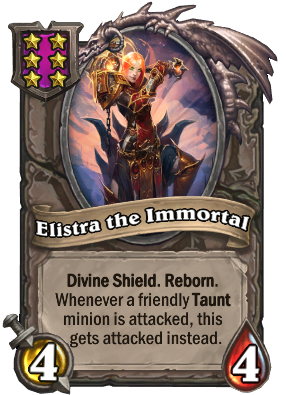 Elistra the Immortal
Divine Shield. Reborn.
Whenever a friendly Taunt
minion is attacked, this
gets attacked instead.
4 4